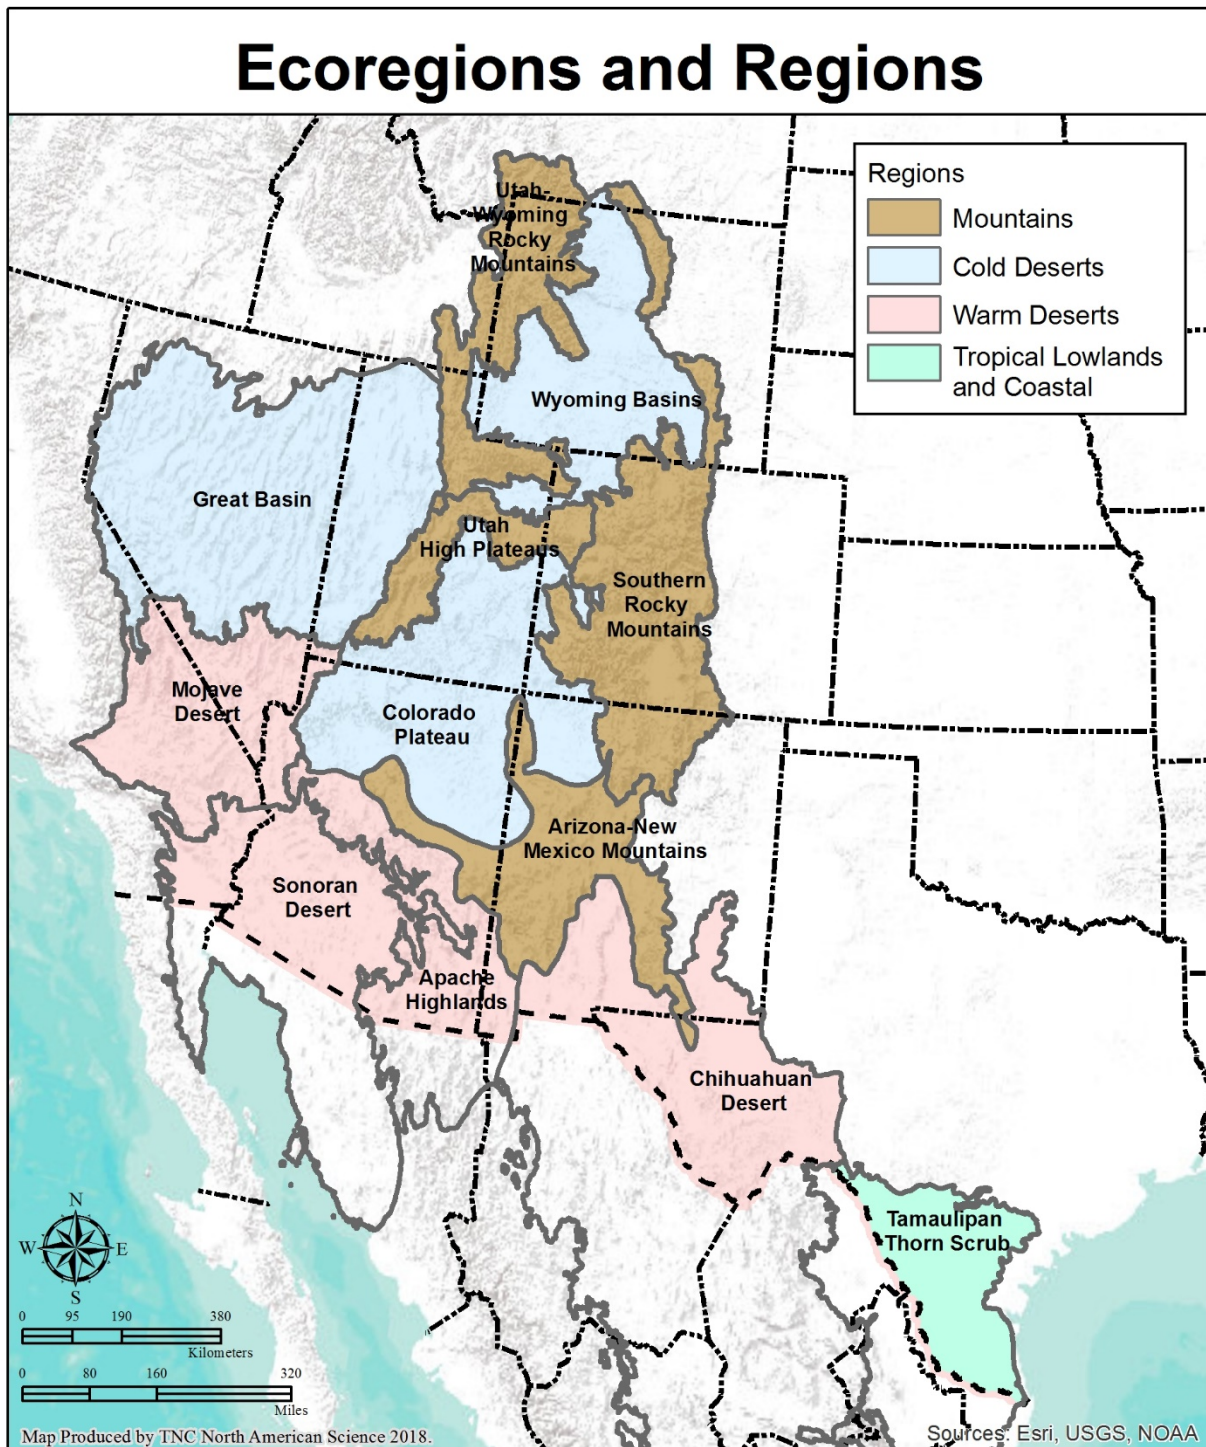 Ecoregions and Regions
Regions
Mountains
Cold Deserts
Warm Deserts
Tropical Lowlands
and Coastal
Utah-
Wyoming
Rocky
Mountains
Wyoming Basins
Great Basin
Utah
High Plateaus
Southern
Rocky
Mountains
Mojave
Desert
Colorado
Plateau
Arizona-New
Mexico Mountains
Sonoran
Desert
Apache
Highlands
Chihuahuan
Desert
Tamaulipan
Thorn Scrub
N
W E
S
0 95 190 380
Kilometers
0 80 160 320
Miles
Map Produced by TNC North American Science 2018.
Sources: Esri, USGS, NOAA